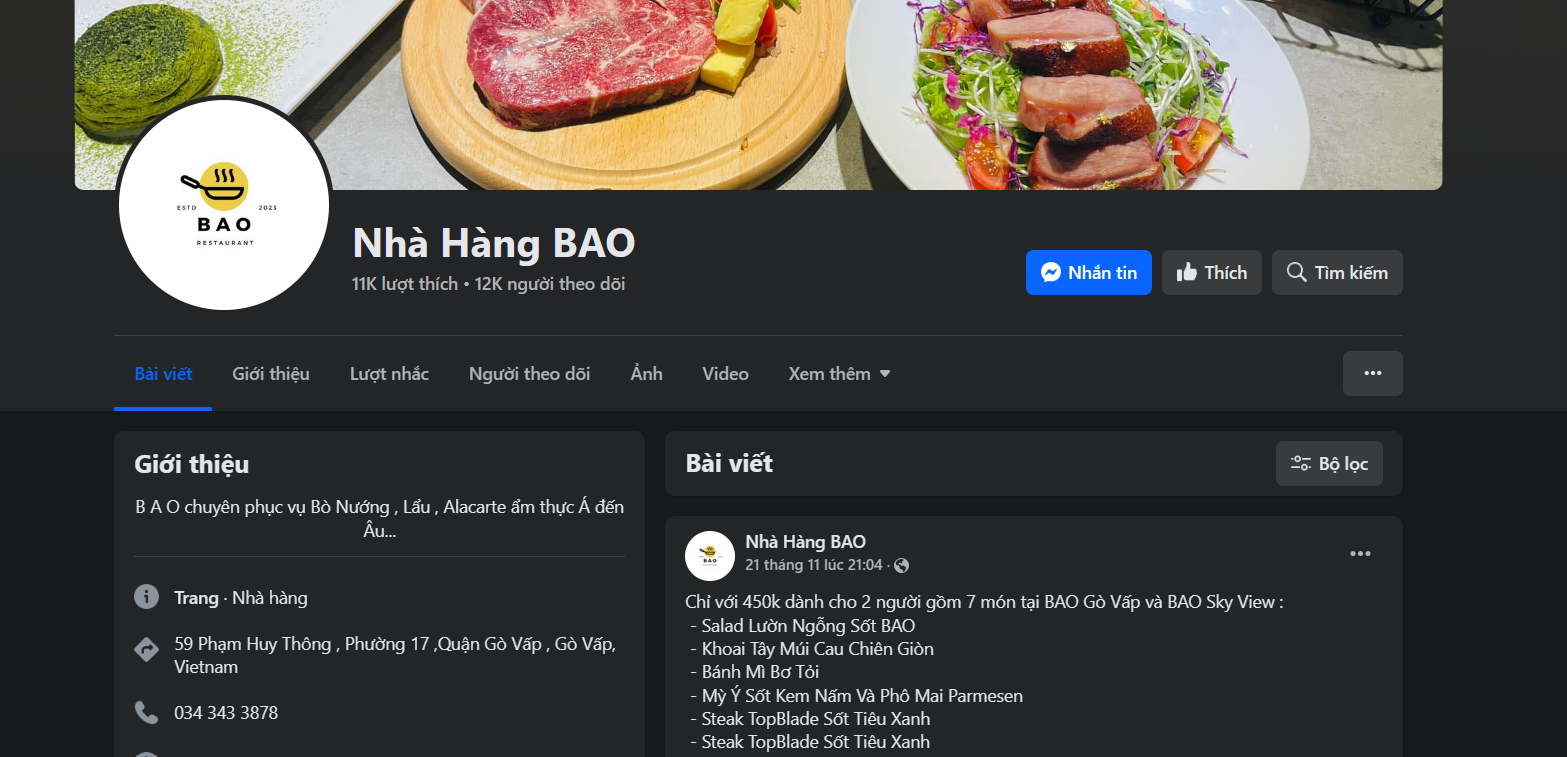 ESTD 2023
BAO
RESTAURANT
Nhà Hàng BAO
11K lượt thích • 12K người theo dõi
Nhắn tin
Thích
Tìm kiếm
Bài viết
Giới thiệu
Lượt nhắc
Người theo dõi
Ảnh
Video
Xem thêm
Giới thiệu
B A O chuyên phục vụ Bò Nướng , Lẩu , Alacarte ẩm thực Á đến
Âu...
Trang · Nhà hàng
59 Phạm Huy Thông , Phường 17 ,Quận Gò Vấp , Gò Vấp,
Vietnam
034 343 3878
Bài viết
Bộ lọc
BAO
Nhà Hàng BAO
21 tháng 11 lúc 21:04 ·
Chỉ với 450k dành cho 2 người gồm 7 món tại BAO Gò Vấp và BAO Sky View :
- Salad Lườn Ngỗng Sốt BAO
- Khoai Tây Múi Cau Chiên Giòn
- Bánh Mì Bơ Tỏi
- Mỳ Ý Sốt Kem Nấm Và Phô Mai Parmesen
- Steak TopBlade Sốt Tiêu Xanh
- Steak TopBlade Sốt Tiêu Xanh